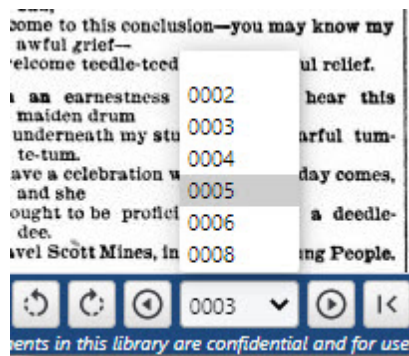 come to this conclusion—you may know my
awful grief—
elcome teedle-teed ul relief.
an earnestness hear this
maiden drum
underneath my stu arful tum-
te-tum.
ave a celebration w day comes,
and she
ought to be profici a deedle-
dee.
avel Scott Mines, in ng People.
0002
0003
0004
0005
0006
0008
0003
ents in this library are confidential and for use